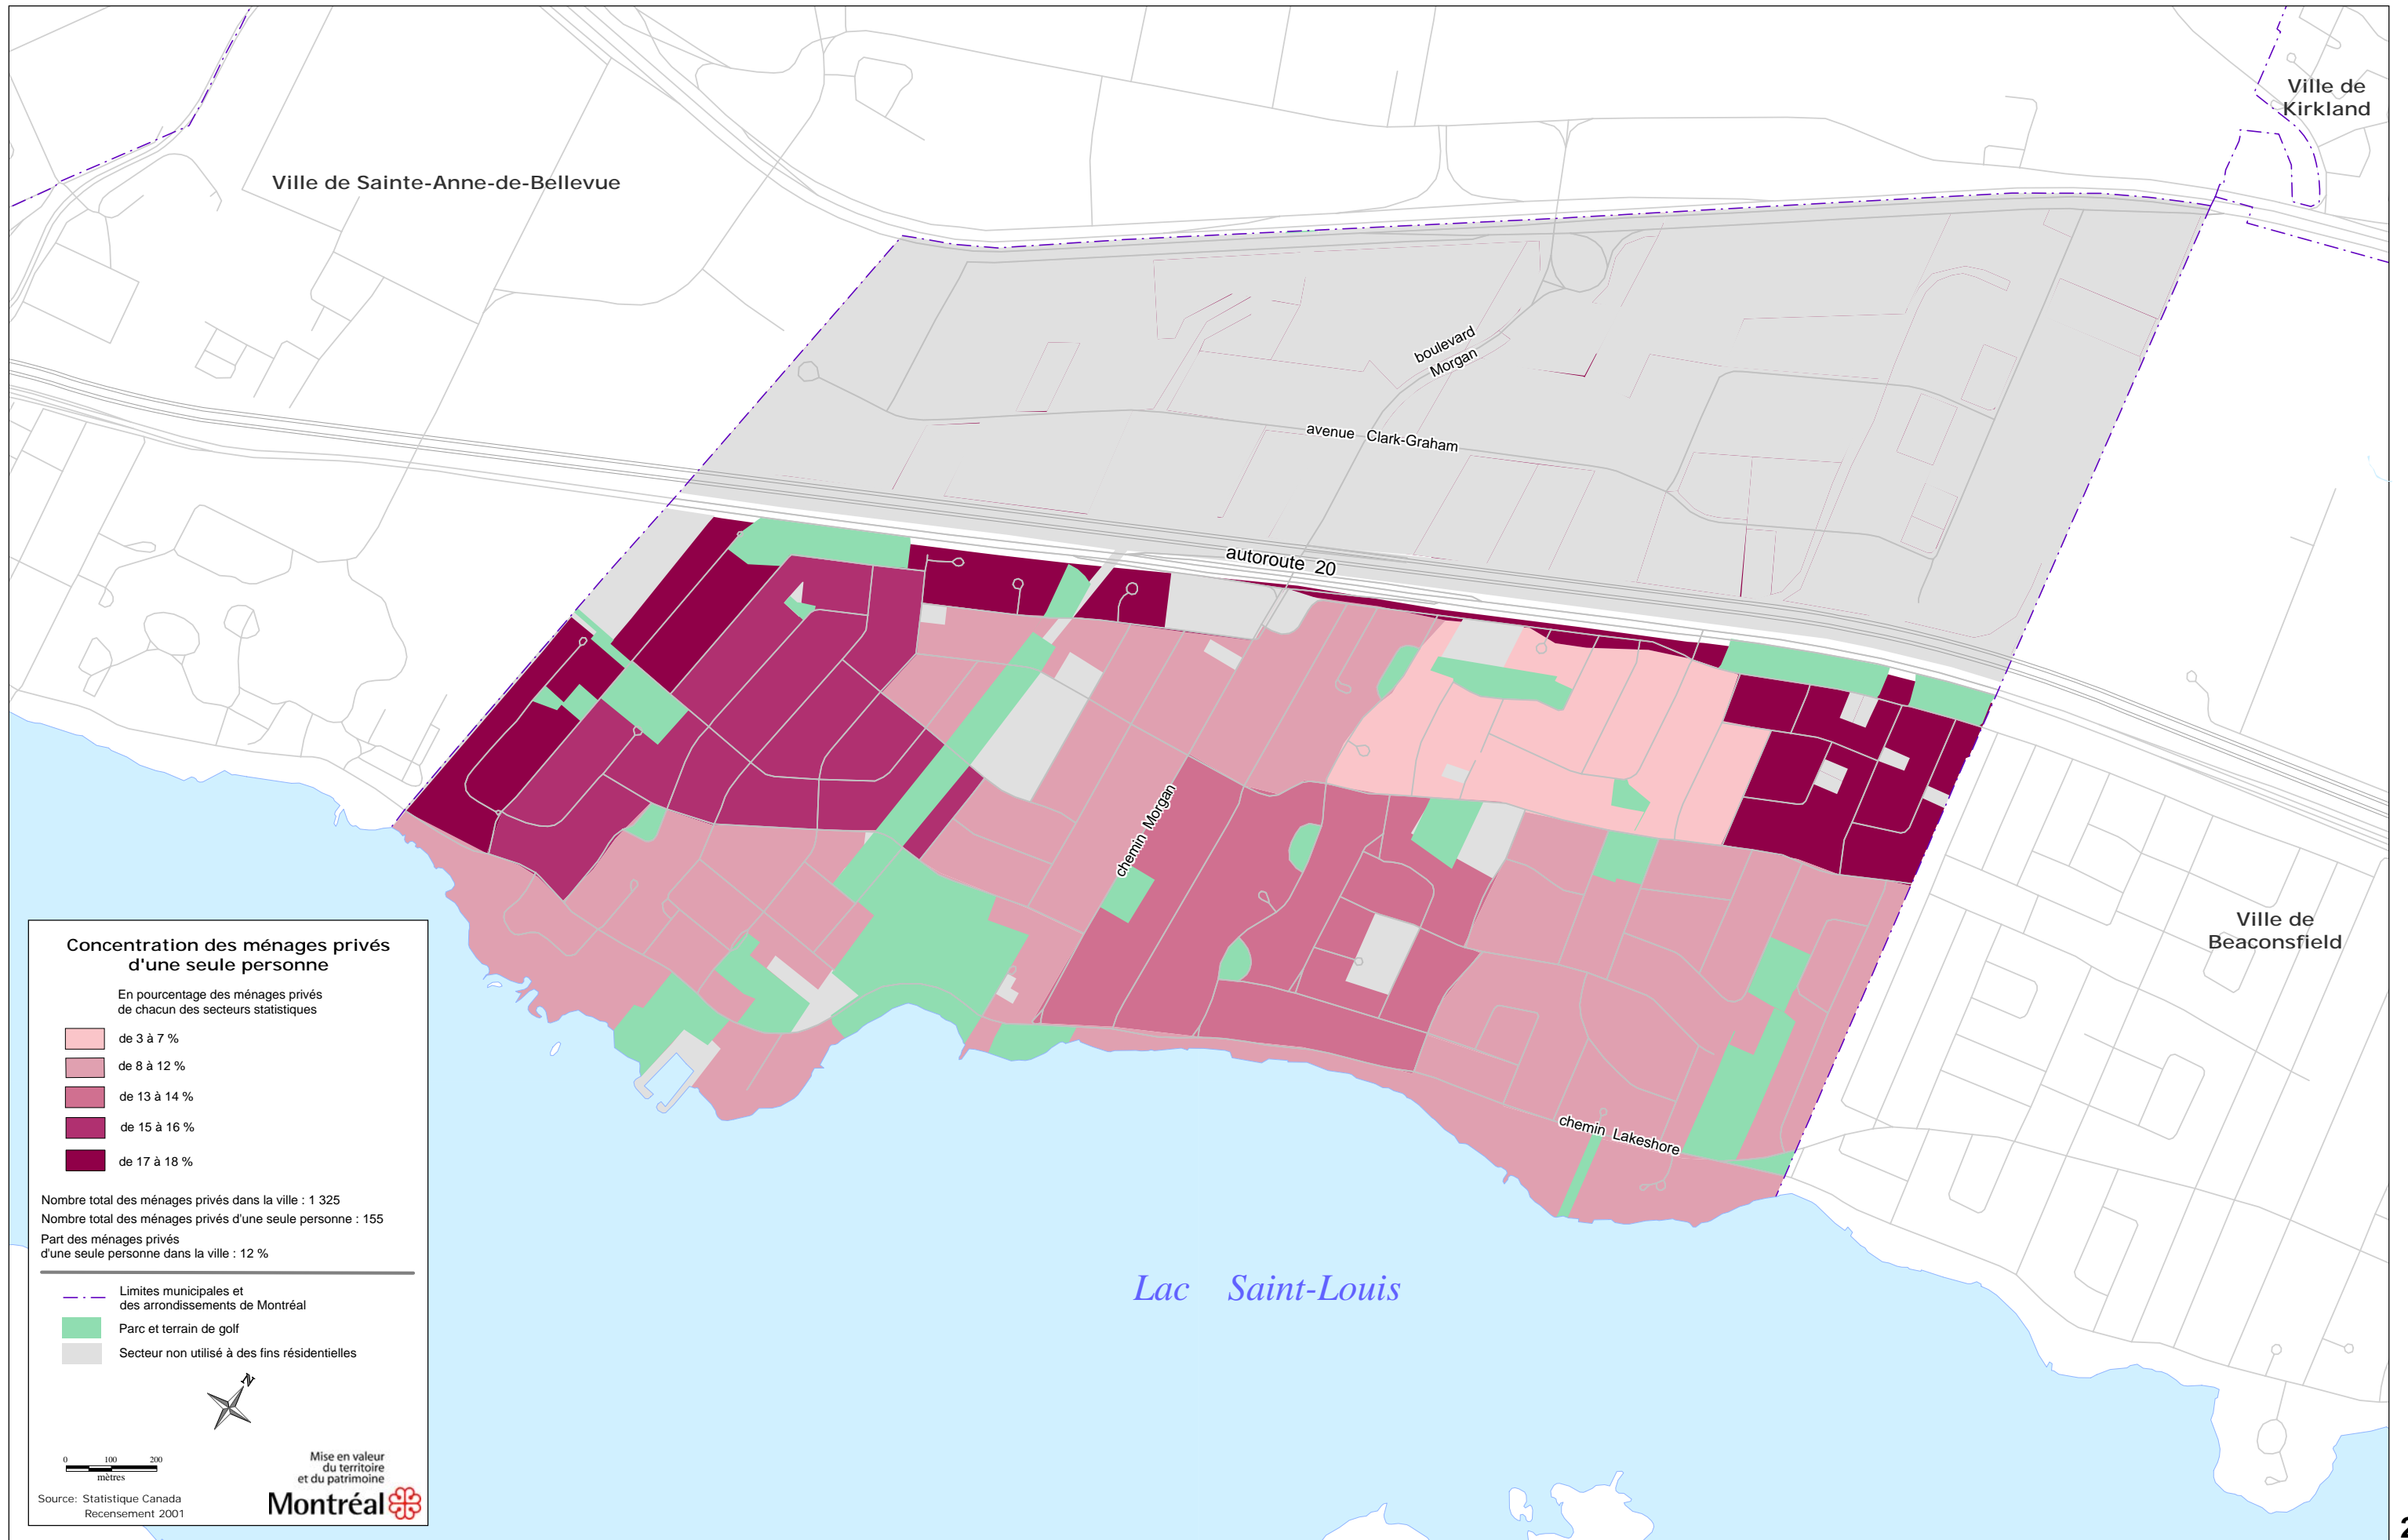 Ville de
Kirkland
Ville de Sainte-Anne-de-Bellevue
boulevard
Morgan
avenue Clark-Graham
autoroute 20
chemin Morgan
Ville de
Beaconsfield
chemin Lakeshore
Lac Saint-Louis
Concentration des ménages privés
d'une seule personne
En pourcentage des ménages privés
de chacun des secteurs statistiques
de 3 à 7 %
de 8 à 12 %
de 13 à 14 %
de 15 à 16 %
de 17 à 18 %
Nombre total des ménages privés dans la ville : 1 325
Nombre total des ménages privés d'une seule personne : 155
Part des ménages privés
d'une seule personne dans la ville : 12 %
Limites municipales et
des arrondissements de Montréal
Parc et terrain de golf
Secteur non utilisé à des fins résidentielles
N
0 100 200
mètres
Mise en valeur
du territoire
et du patrimoine
Montréal
Source: Statistique Canada
Recensement 2001